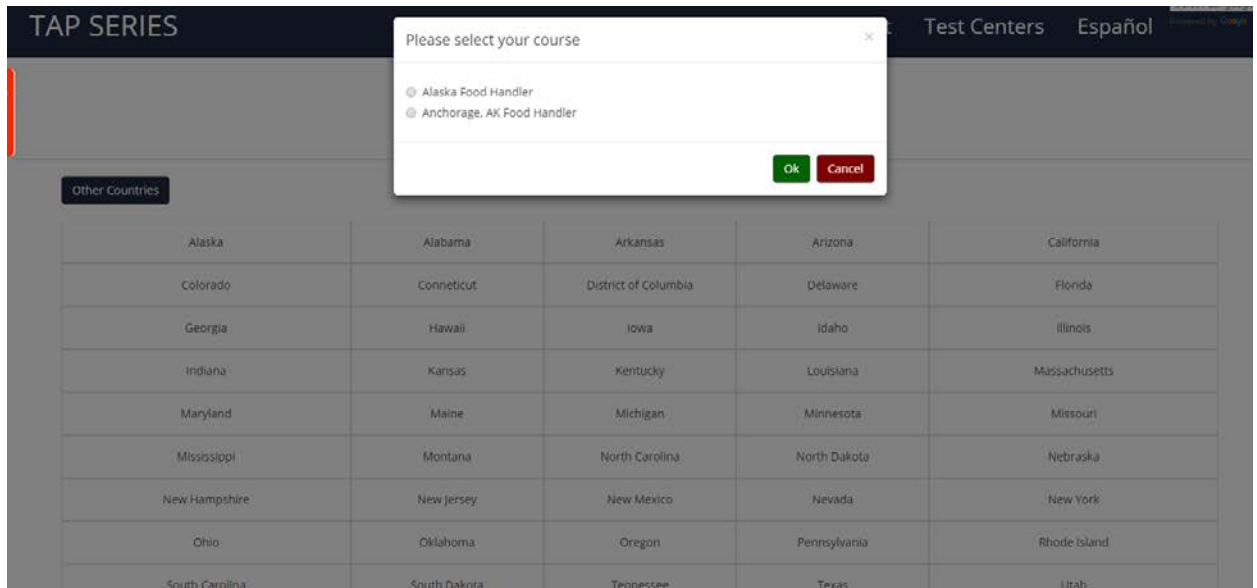 TAP SERIES
Test Centers Español
Powered by Google
Please select your course ×
Alaska Food Handler
Anchorage, AK Food Handler
Ok Cancel
Other Countries
Alaska Alabama Arkansas Arizona California
Colorado Conneticut District of Columbia Delaware Florida
Georgia Hawaii Iowa Idaho Illinois
Indiana Kansas Kentucky Louisiana Massachusetts
Maryland Maine Michigan Minnesota Missouri
Mississippi Montana North Carolina North Dakota Nebraska
New Hampshire New Jersey New Mexico Nevada New York
Ohio Oklahoma Oregon Pennsylvania Rhode Island
South Carolina South Dakota Tennessee Texas Utah